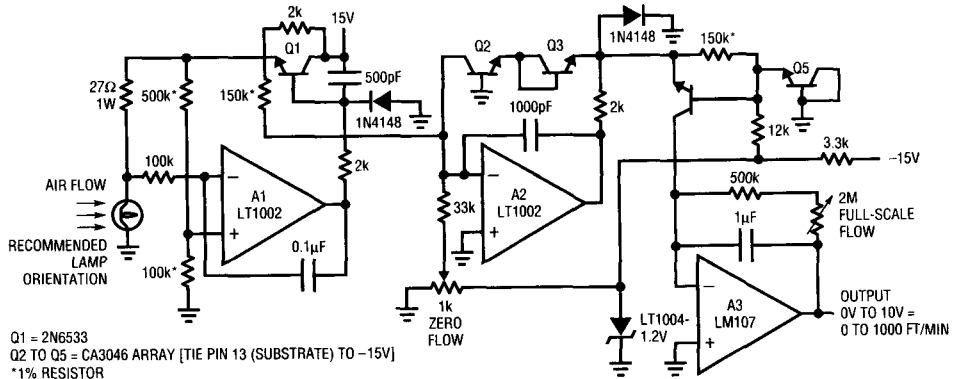 2k
15V
1N4148
Q1
Q2
Q3
150k*
Q5
27Ω
1W
500k*
150k*
500pF
1N4148
1000pF
2k
12k
3.3k
–15V
100k
2k
AIR FLOW
A1
LT1002
A2
LT1002
33k
500k
2M
FULL-SCALE
FLOW
1µF
RECOMMENDED
LAMP
ORIENTATION
100k*
0.1µF
1k
ZERO
FLOW
LT1004-
1.2V
A3
LM107
OUTPUT
0V TO 10V =
0 TO 1000 FT/MIN
Q1 = 2N6533
Q2 TO Q5 = CA3046 ARRAY [TIE PIN 13 (SUBSTRATE) TO –15V]
*1% RESISTOR